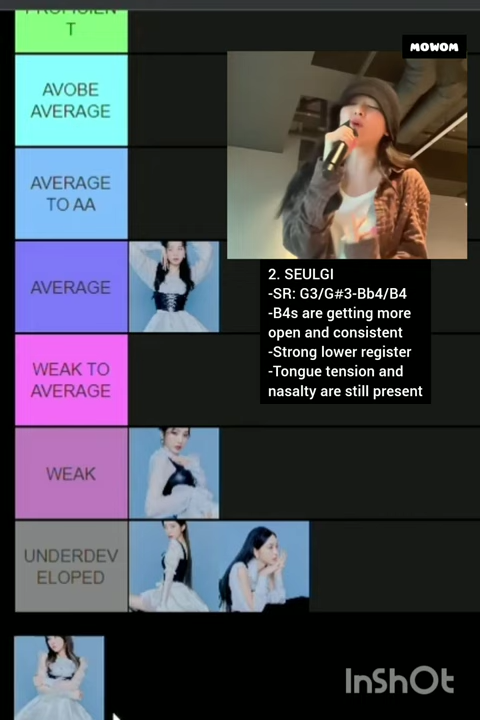 PROFICIEN
T
MOWOM
AVOBE
AVERAGE
AVERAGE
TO AA
AVERAGE
2. SEULGI
-SR: G3/G#3-Bb4/B4
-B4s are getting more
open and consistent
-Strong lower register
-Tongue tension and
nasalty are still present
WEAK TO
AVERAGE
WEAK
UNDERDEV
ELOPED
InShOt